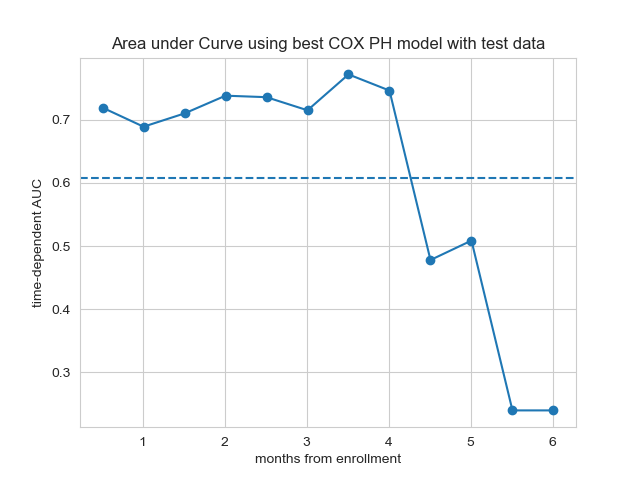 Area under Curve using best COX PH model with test data
time-dependent AUC
0.7
0.6
0.5
0.4
0.3
1 2 3 4 5 6
months from enrollment